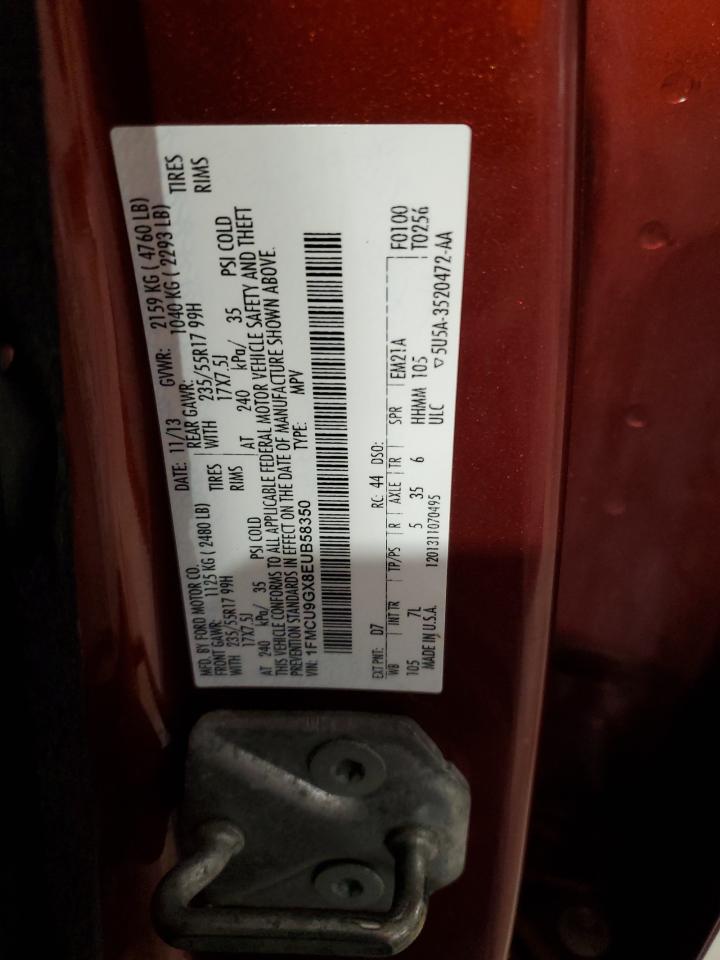 MFD. BY FORD MOTOR CO. DATE: 11/13 GVWR: 2159 KG ( 4760 LB)
FRONT GAWR: 1125 KG ( 2480 LB) REAR GAWR: 1040 KG ( 2293 LB)
WITH 235/55R17 99H TIRES WITH 235/55R17 99H TIRES
17X7.5J RIMS 17X7.5J RIMS
AT 240 kPa/ 35 PSI COLD AT 240 kPa/ 35 PSI COLD
THIS VEHICLE CONFORMS TO ALL APPLICABLE FEDERAL MOTOR VEHICLE SAFETY AND THEFT
PREVENTION STANDARDS IN EFFECT ON THE DATE OF MANUFACTURE SHOWN ABOVE.
VIN: 1FMCU9GX8EUB58350 TYPE: MPV
EXT PNT: D7 RC: 44 DSO: F0100
WB INT TR TP/PS R AXLE TR SPR EM21A T0256
105 7L 5 35 6 HHMM 105
MADE IN U.S.A. 1201311070495 ULC ▽5U5A-3520472-AA